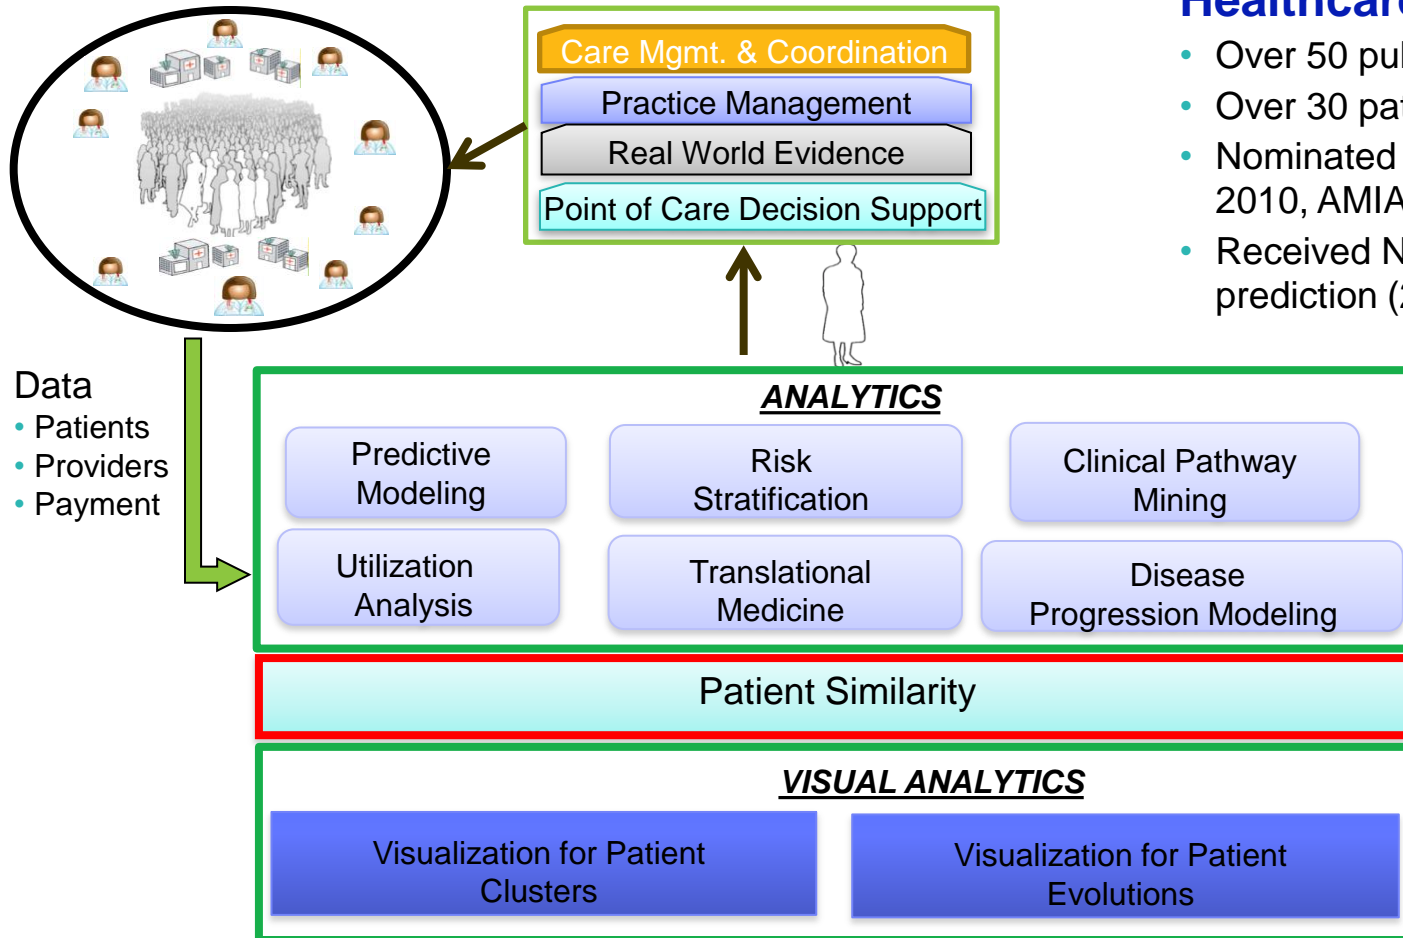 Care Mgmt. & Coordination
Practice Management
Real World Evidence
Point of Care Decision Support
Healthcare
• Over 50
• Over 30
• Nominated
2010, AMIA
• Received
prediction
Data
• Patients
• Providers
• Payment
ANALYTICS
Predictive
Modeling
Risk
Stratification
Clinical Pathway
Mining
Utilization
Analysis
Translational
Medicine
Disease
Progression Modeling
Patient Similarity
VISUAL ANALYTICS
Visualization for Patient
Clusters
Visualization for Patient
Evolutions